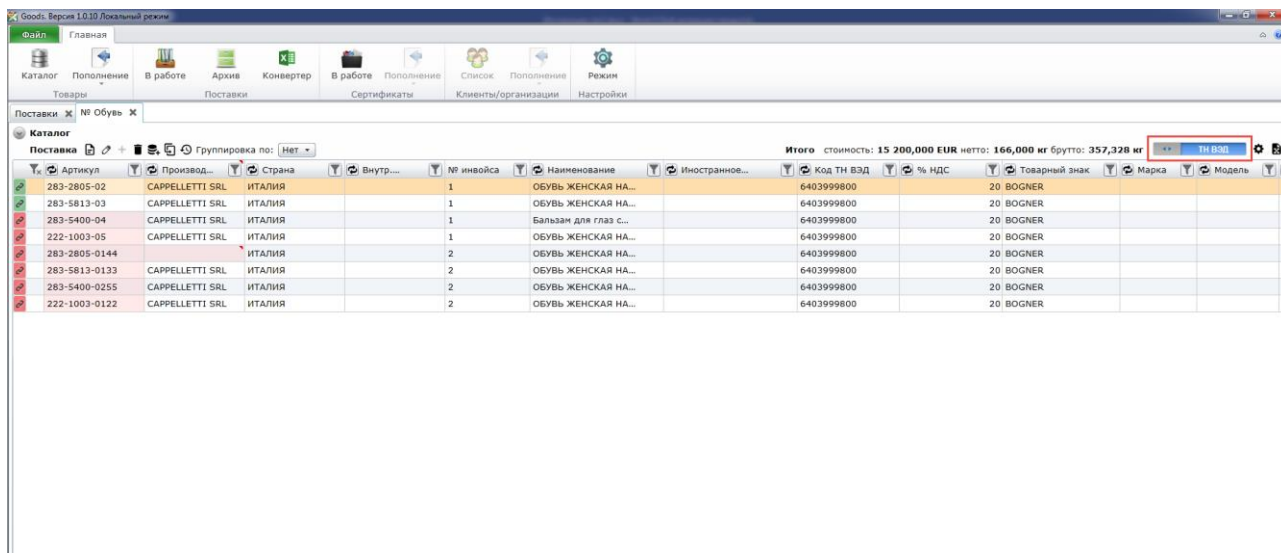 Goods. Версия 1.0.10 Локальный режим
Файл Главная
Каталог Пополнение В работе Архив Конвертер В работе Пополнение Список Пополнение Режим
Товары Поставки Сертификаты Клиенты/организации Настройки
Поставки № Обувь
Каталог
Поставка Группировка по: Нет Итого стоимость: 15 200,000 EUR нетто: 166,000 кг брутто: 357,328 кг ТН ВЭД
Артикул Производ... Страна Внутр.... № инвойса Наименование Иностранное... Код ТН ВЭД % НДС Товарный знак Марка Модель
283-2805-02 CAPPELLETTI SRL ИТАЛИЯ 1 ОБУВЬ ЖЕНСКАЯ НА... 6403999800 20 BOGNER
283-5813-03 CAPPELLETTI SRL ИТАЛИЯ 1 ОБУВЬ ЖЕНСКАЯ НА... 6403999800 20 BOGNER
283-5400-04 CAPPELLETTI SRL ИТАЛИЯ 1 Бальзам для глаз с... 6403999800 20 BOGNER
222-1003-05 CAPPELLETTI SRL ИТАЛИЯ 1 ОБУВЬ ЖЕНСКАЯ НА... 6403999800 20 BOGNER
283-2805-0144 ИТАЛИЯ 2 ОБУВЬ ЖЕНСКАЯ НА... 6403999800 20 BOGNER
283-5813-0133 CAPPELLETTI SRL ИТАЛИЯ 2 ОБУВЬ ЖЕНСКАЯ НА... 6403999800 20 BOGNER
283-5400-0255 CAPPELLETTI SRL ИТАЛИЯ 2 ОБУВЬ ЖЕНСКАЯ НА... 6403999800 20 BOGNER
222-1003-0122 CAPPELLETTI SRL ИТАЛИЯ 2 ОБУВЬ ЖЕНСКАЯ НА... 6403999800 20 BOGNER